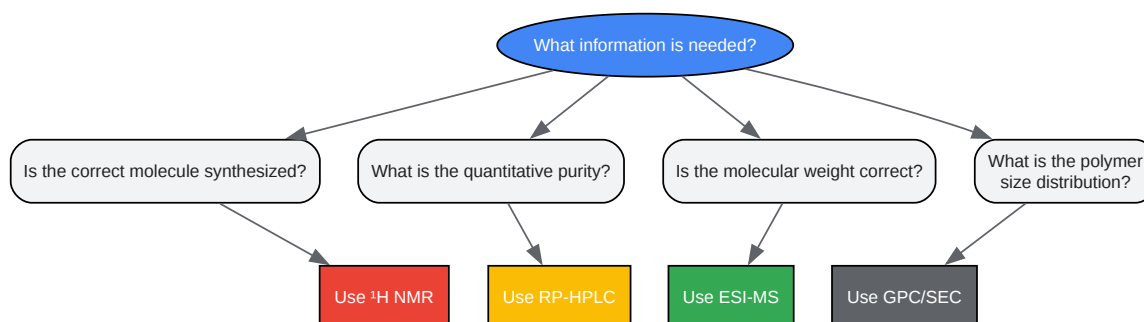 What information is needed?
Is the correct molecule synthesized?
What is the quantitative purity?
Is the molecular weight correct?
What is the polymer
size distribution?
Use ¹H NMR
Use RP-HPLC
Use ESI-MS
Use GPC/SEC